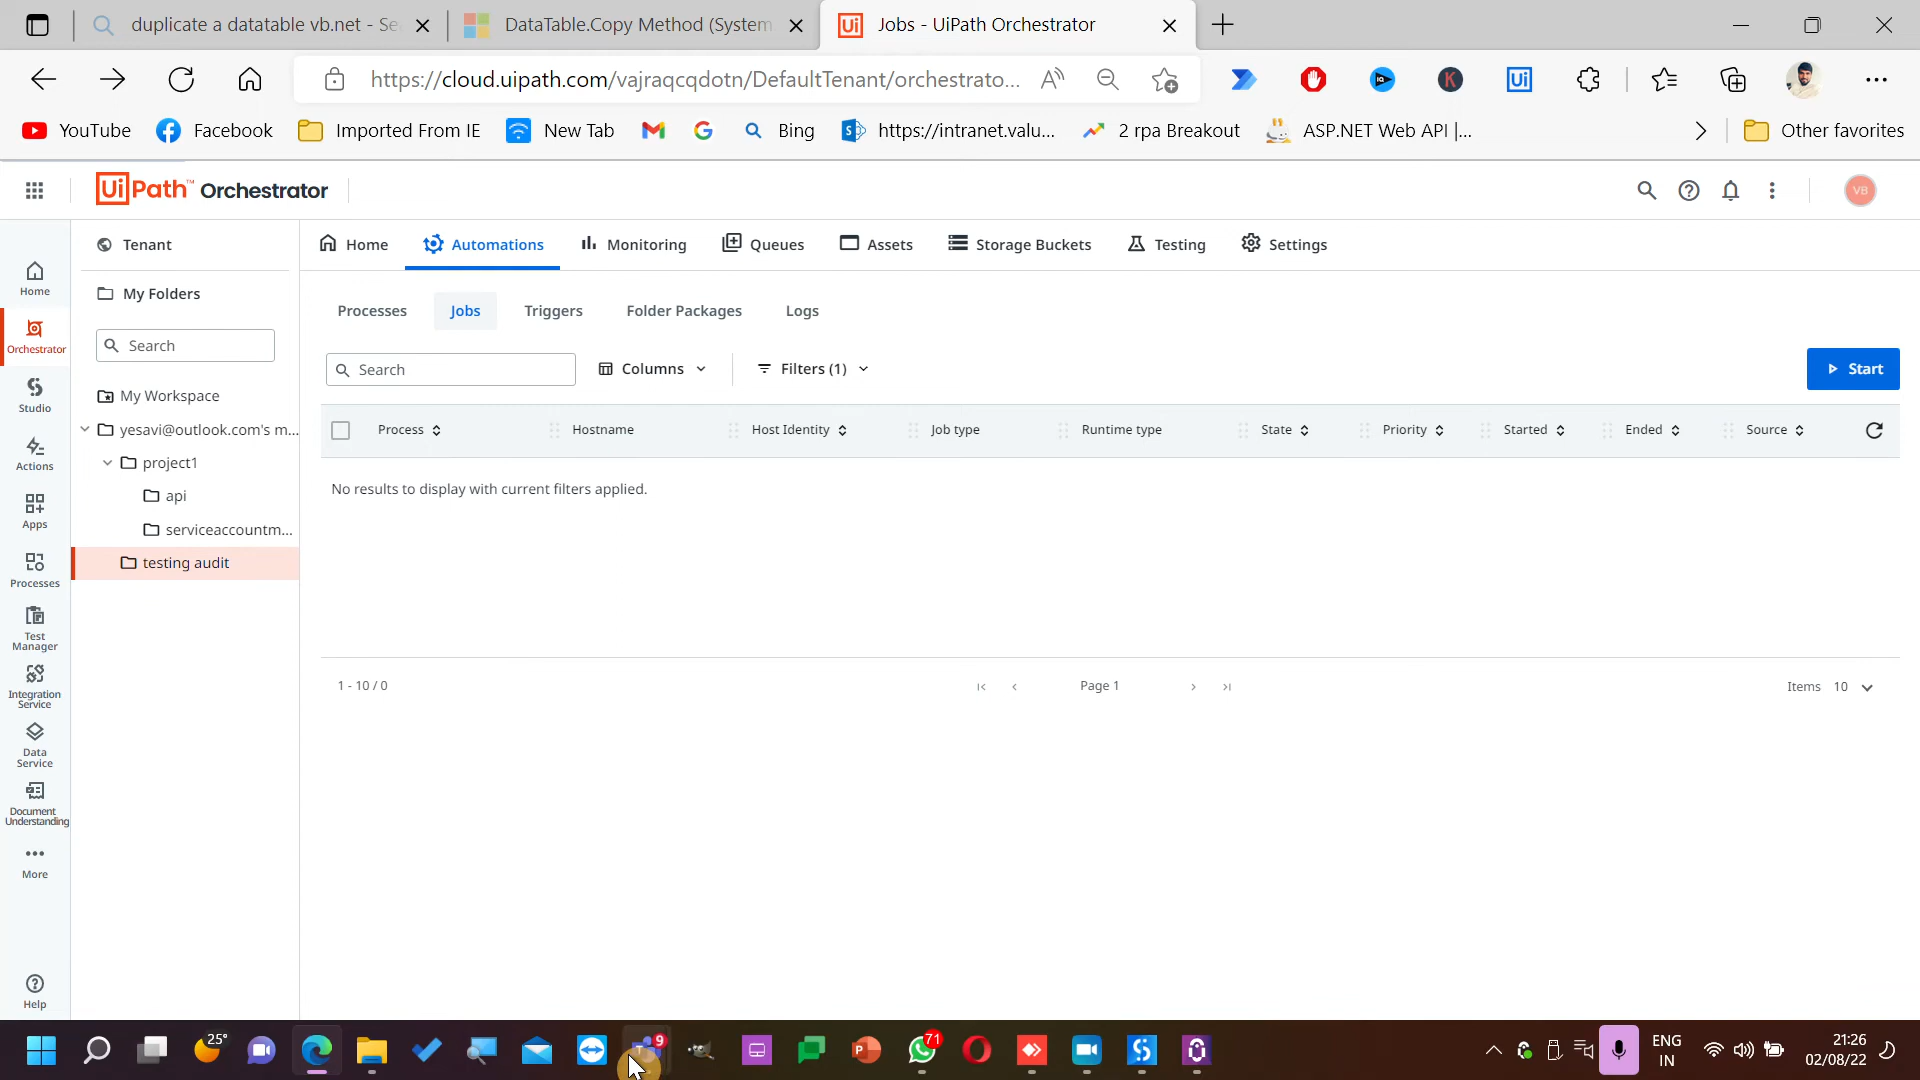 duplicate a datatable vb.net - Se
DataTable.Copy Method (System
Jobs - UiPath Orchestrator
https://cloud.uipath.com/vajraqcqdotn/DefaultTenant/orchestrato...
YouTube
Facebook
Imported From IE
New Tab
Bing
https://intranet.valu...
2 rpa Breakout
ASP.NET Web API |...
Other favorites
UiPath™ Orchestrator
VB
Tenant
Home
Automations
Monitoring
Queues
Assets
Storage Buckets
Testing
Settings
Home
Orchestrator
Studio
Actions
Apps
Processes
Test
Manager
Integration
Service
Data
Service
Document
Understanding
More
Help
My Folders
Search
My Workspace
yesavi@outlook.com's m...
project1
api
serviceaccountm...
testing audit
Processes
Jobs
Triggers
Folder Packages
Logs
Search
Columns
Filters (1)
Start
Process
Hostname
Host Identity
Job type
Runtime type
State
Priority
Started
Ended
Source
No results to display with current filters applied.
1 - 10 / 0
Page 1
Items 10
25°
9
71
ENG
IN
21:26
02/08/22